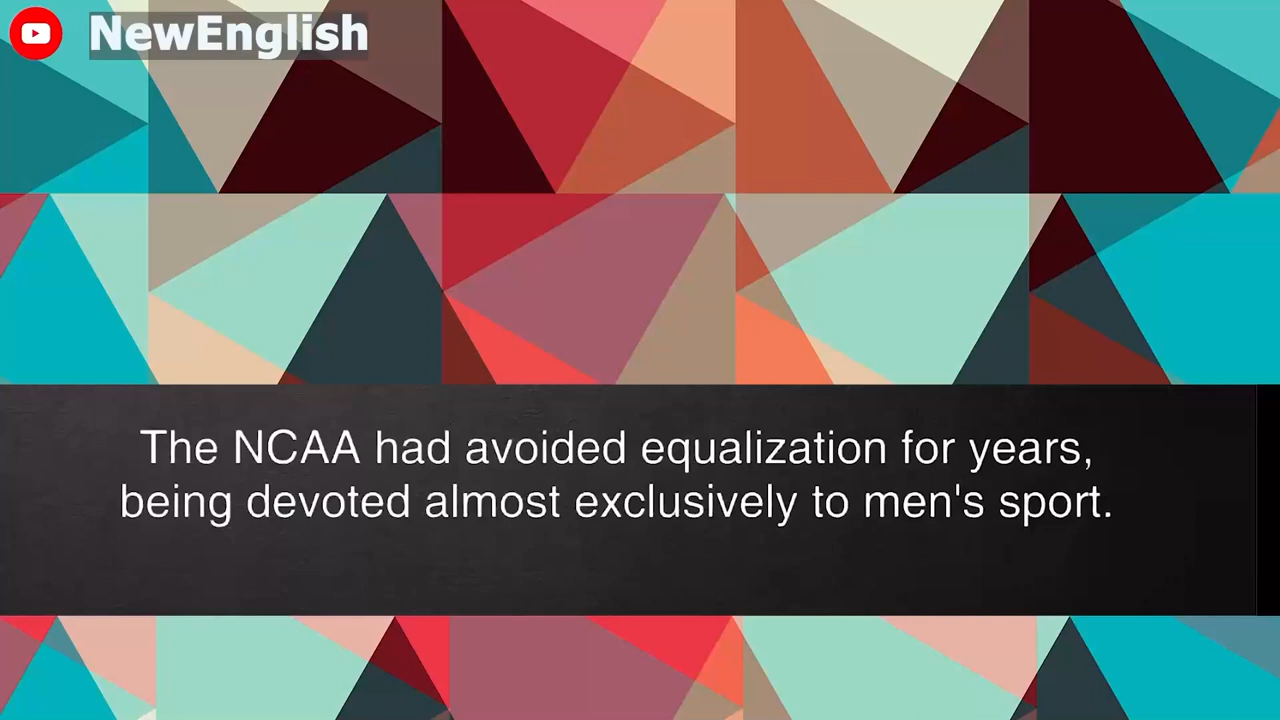 NewEnglish
The NCAA had avoided equalization for years,
being devoted almost exclusively to men's sport.